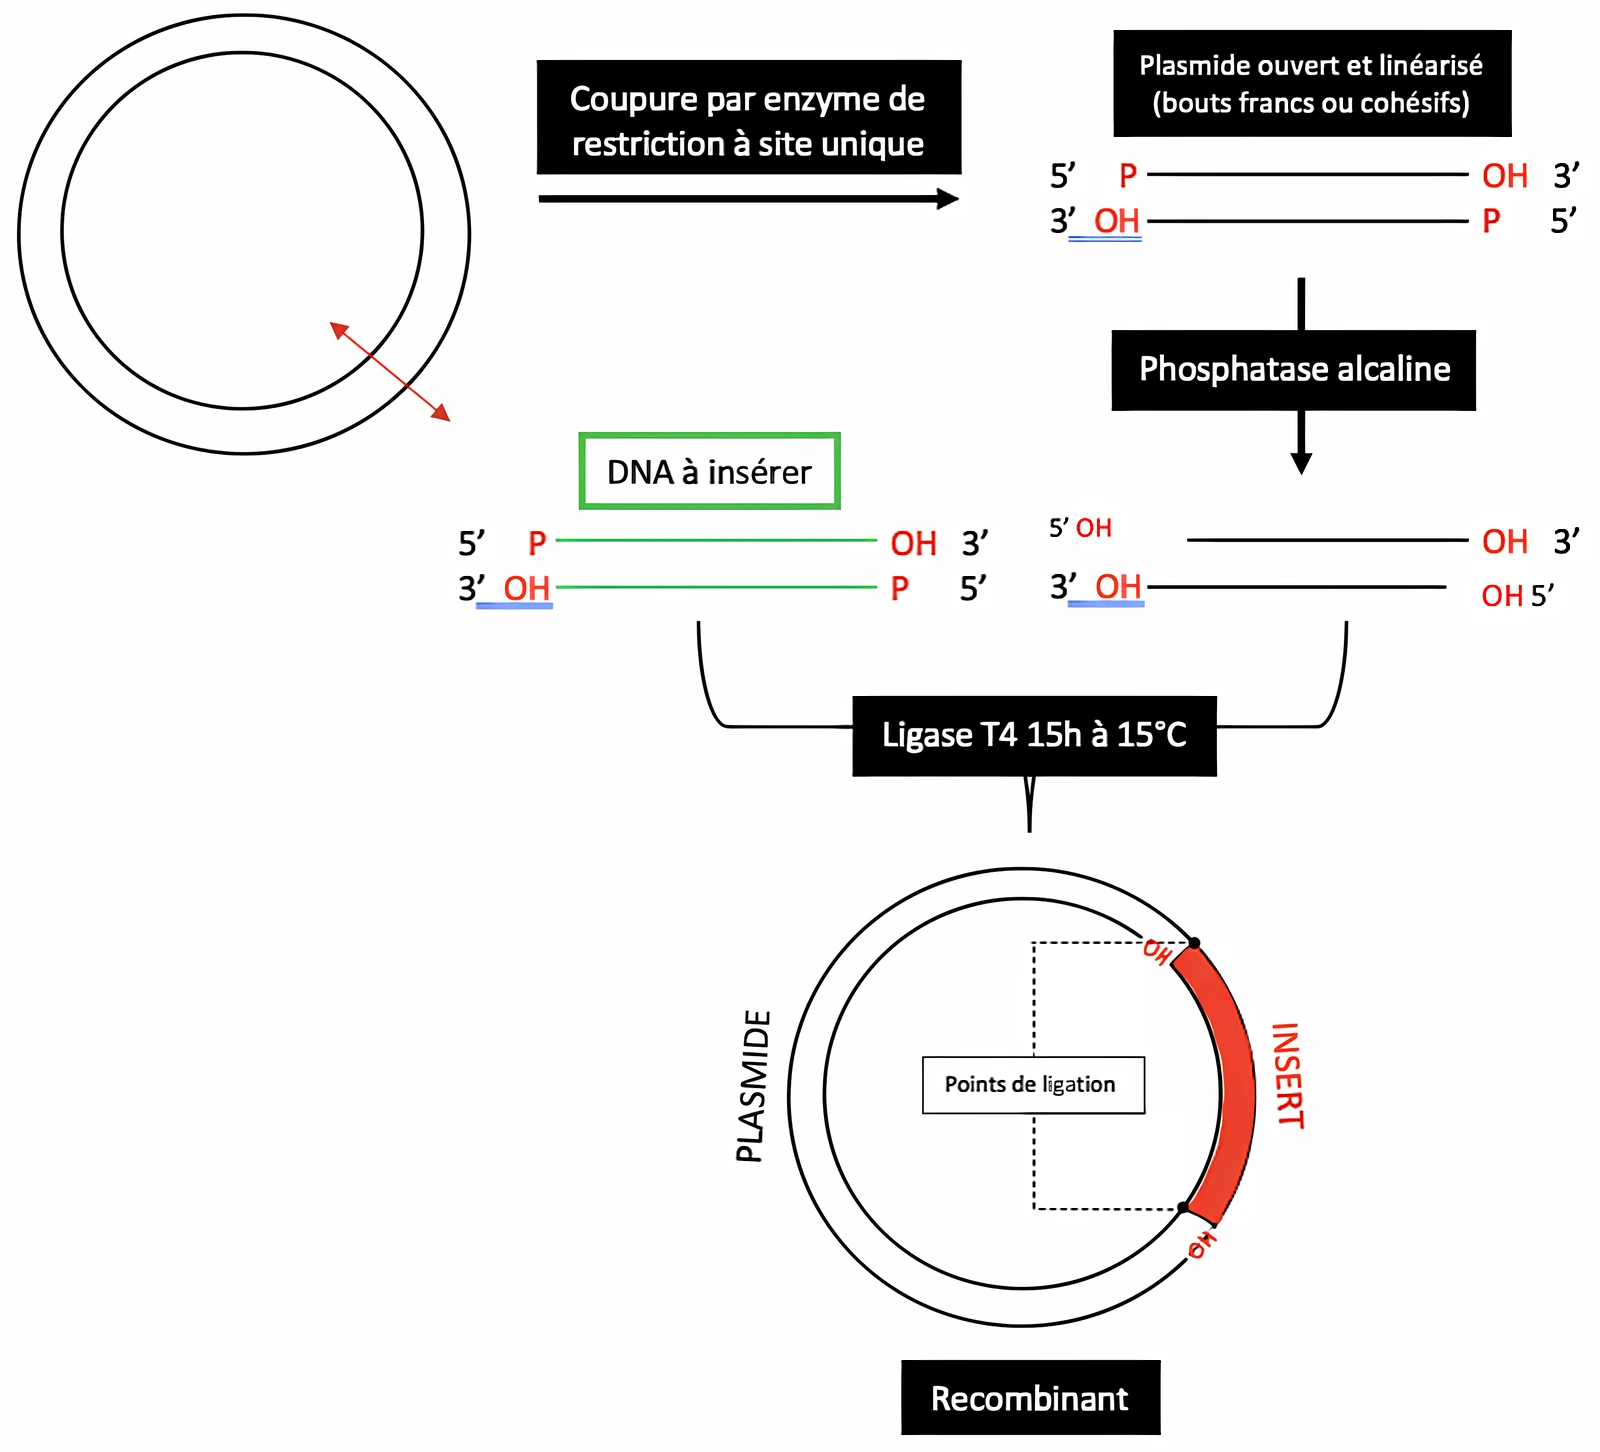 Coupure par enzyme de
restriction à site unique
Plasmide ouvert et linéarisé
(bouts francs ou cohésifs)
5’ P OH 3’
3’ OH P 5’
Phosphatase alcaline
DNA à insérer
5’ P OH 3’
3’ OH P 5’
5’ OH OH 3’
3’ OH OH 5’
Ligase T4 15h à 15°C
OH
PLASMIDE
Points de ligation
INSERT
OH
Recombinant